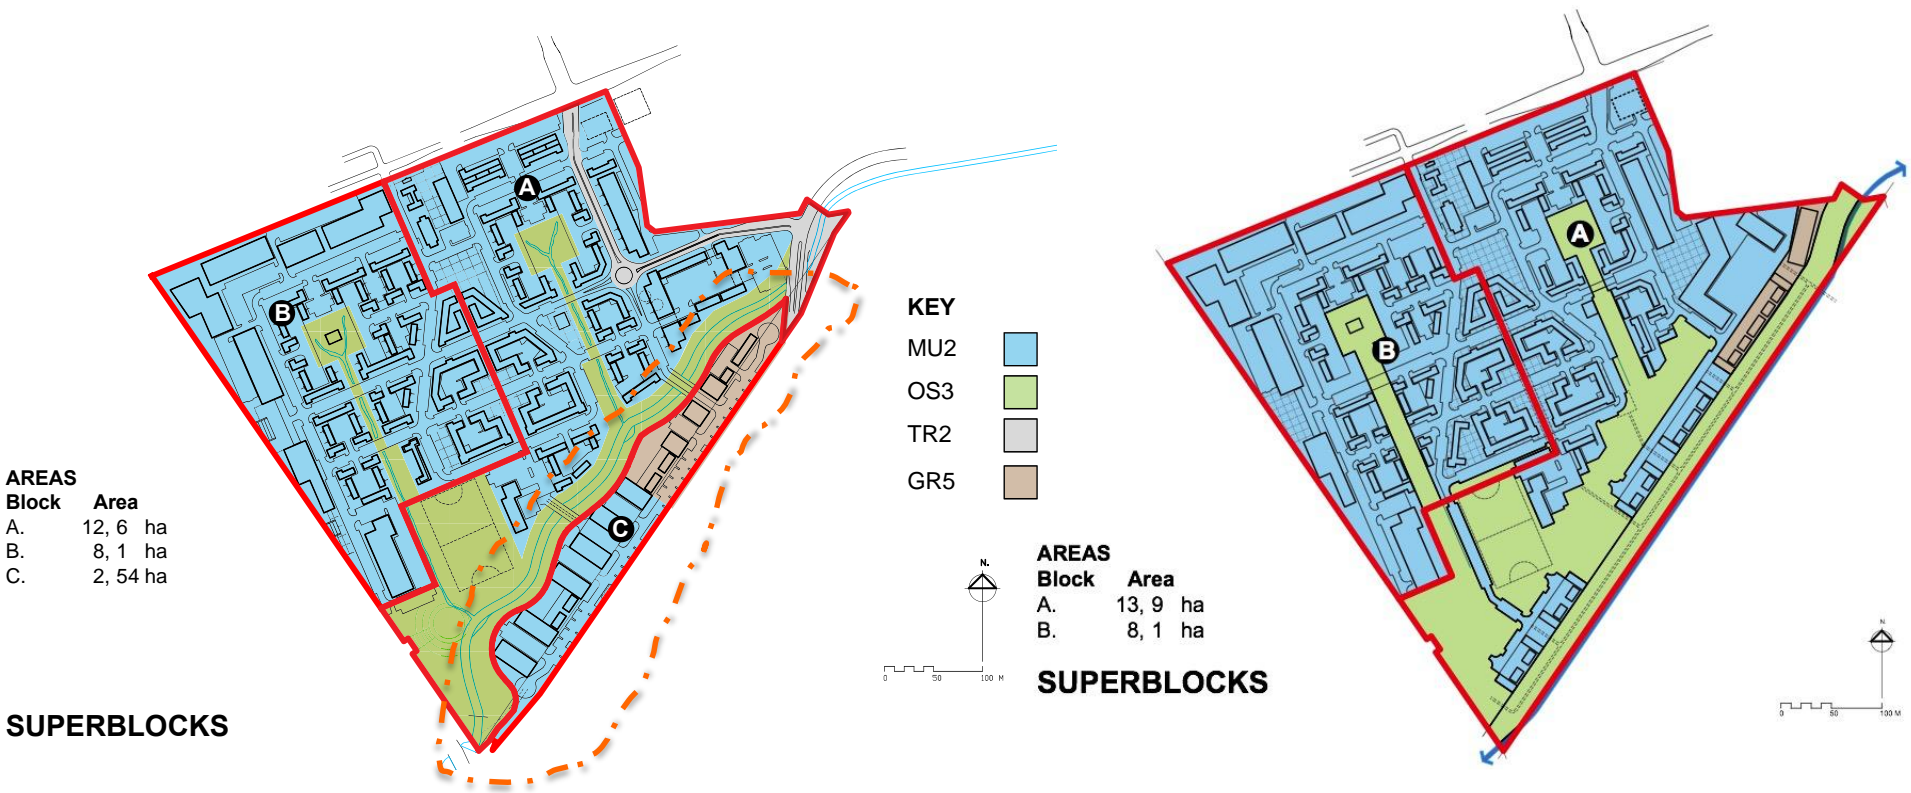 A
B
C
AREAS
Block Area
A. 12, 6 ha
B. 8, 1 ha
C. 2, 54 ha
SUPERBLOCKS
KEY
MU2
OS3
TR2
GR5
N.
0 50 100 M
AREAS
Block Area
A. 13, 9 ha
B. 8, 1 ha
SUPERBLOCKS
A
B
N
0 50 100 M